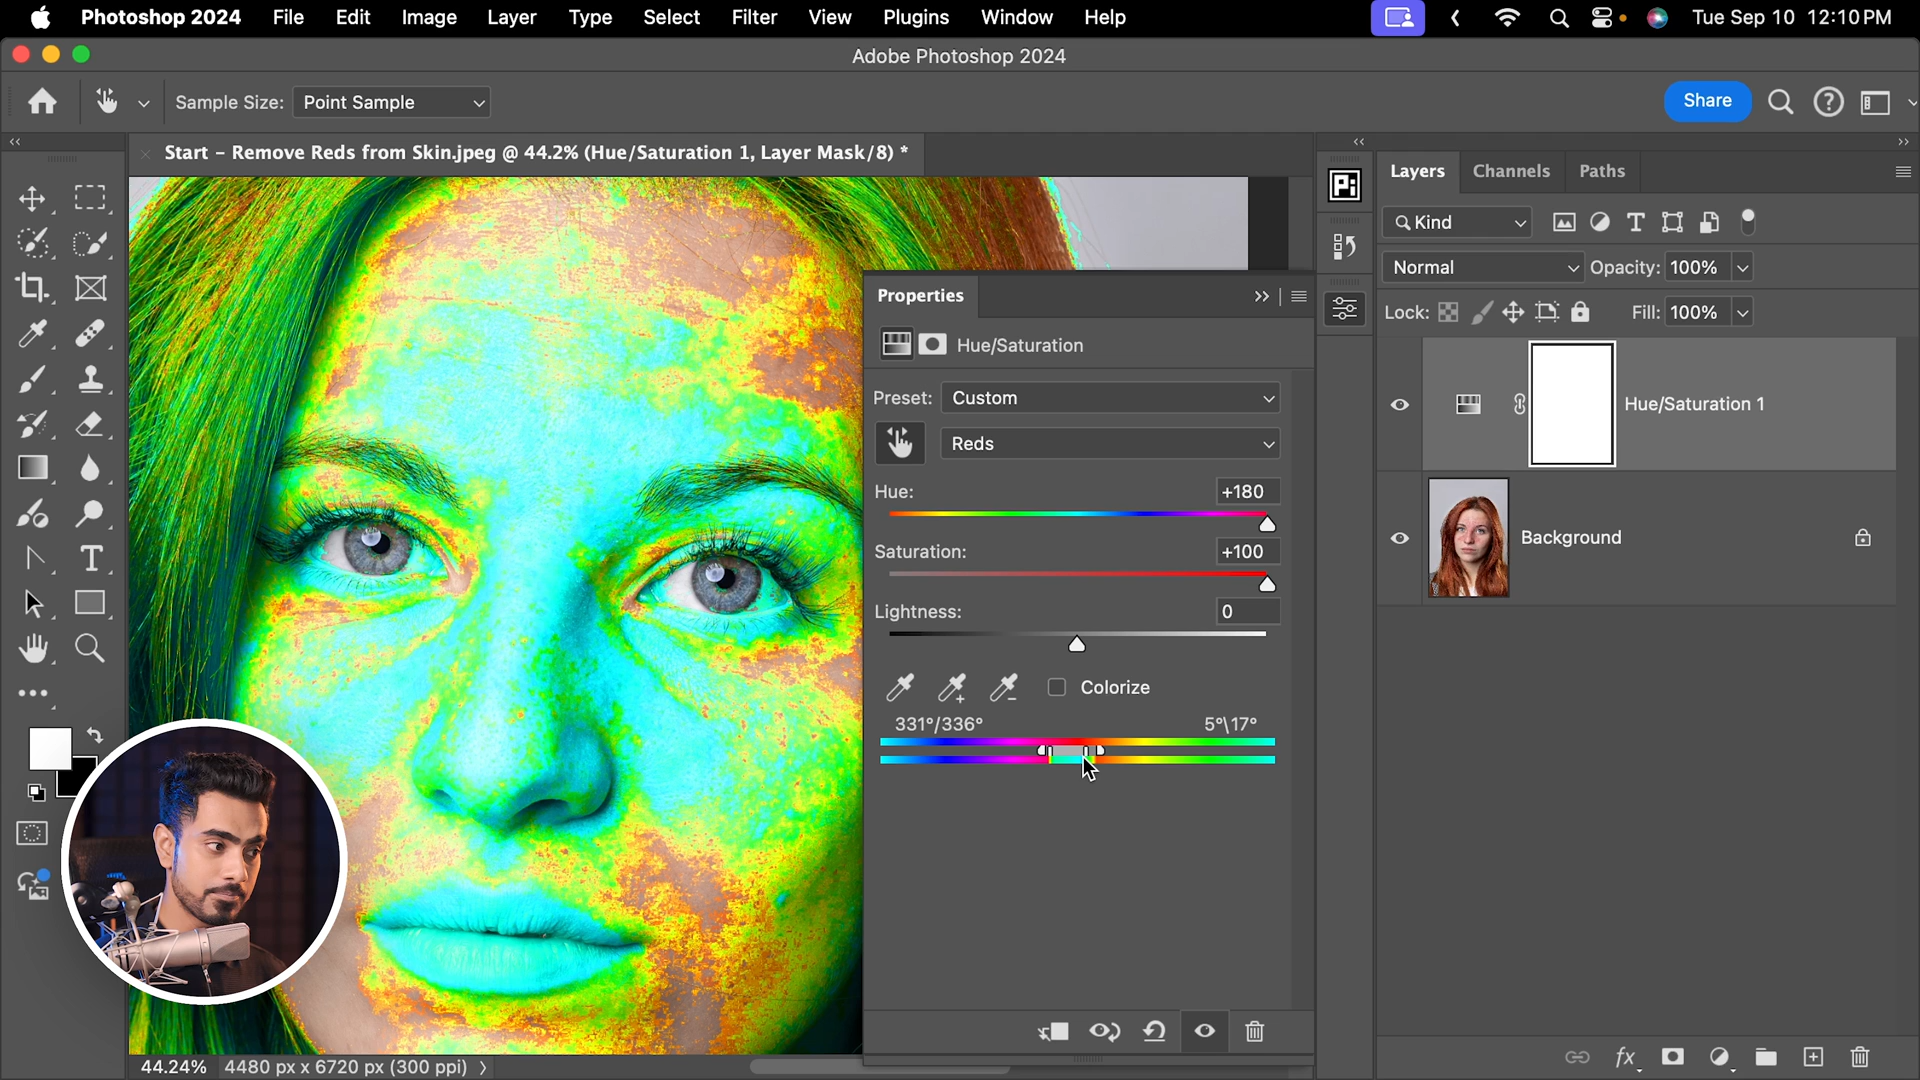 Photoshop 2024 File Edit Image Layer Type Select Filter View Plugins Window Help Tue Sep 10 12:10 PM
Adobe Photoshop 2024
Sample Size: Point Sample Share
Start – Remove Reds from Skin.jpeg @ 44.2% (Hue/Saturation 1, Layer Mask/8) *
Layers Channels Paths
Kind
Normal Opacity: 100%
Lock: Fill: 100%
Properties
Hue/Saturation
Preset: Custom
Reds
Hue: +180
Saturation: +100
Lightness: 0
Colorize
331°/336° 5°\17°
Hue/Saturation 1
Background
44.24% 4480 px x 6720 px (300 ppi)